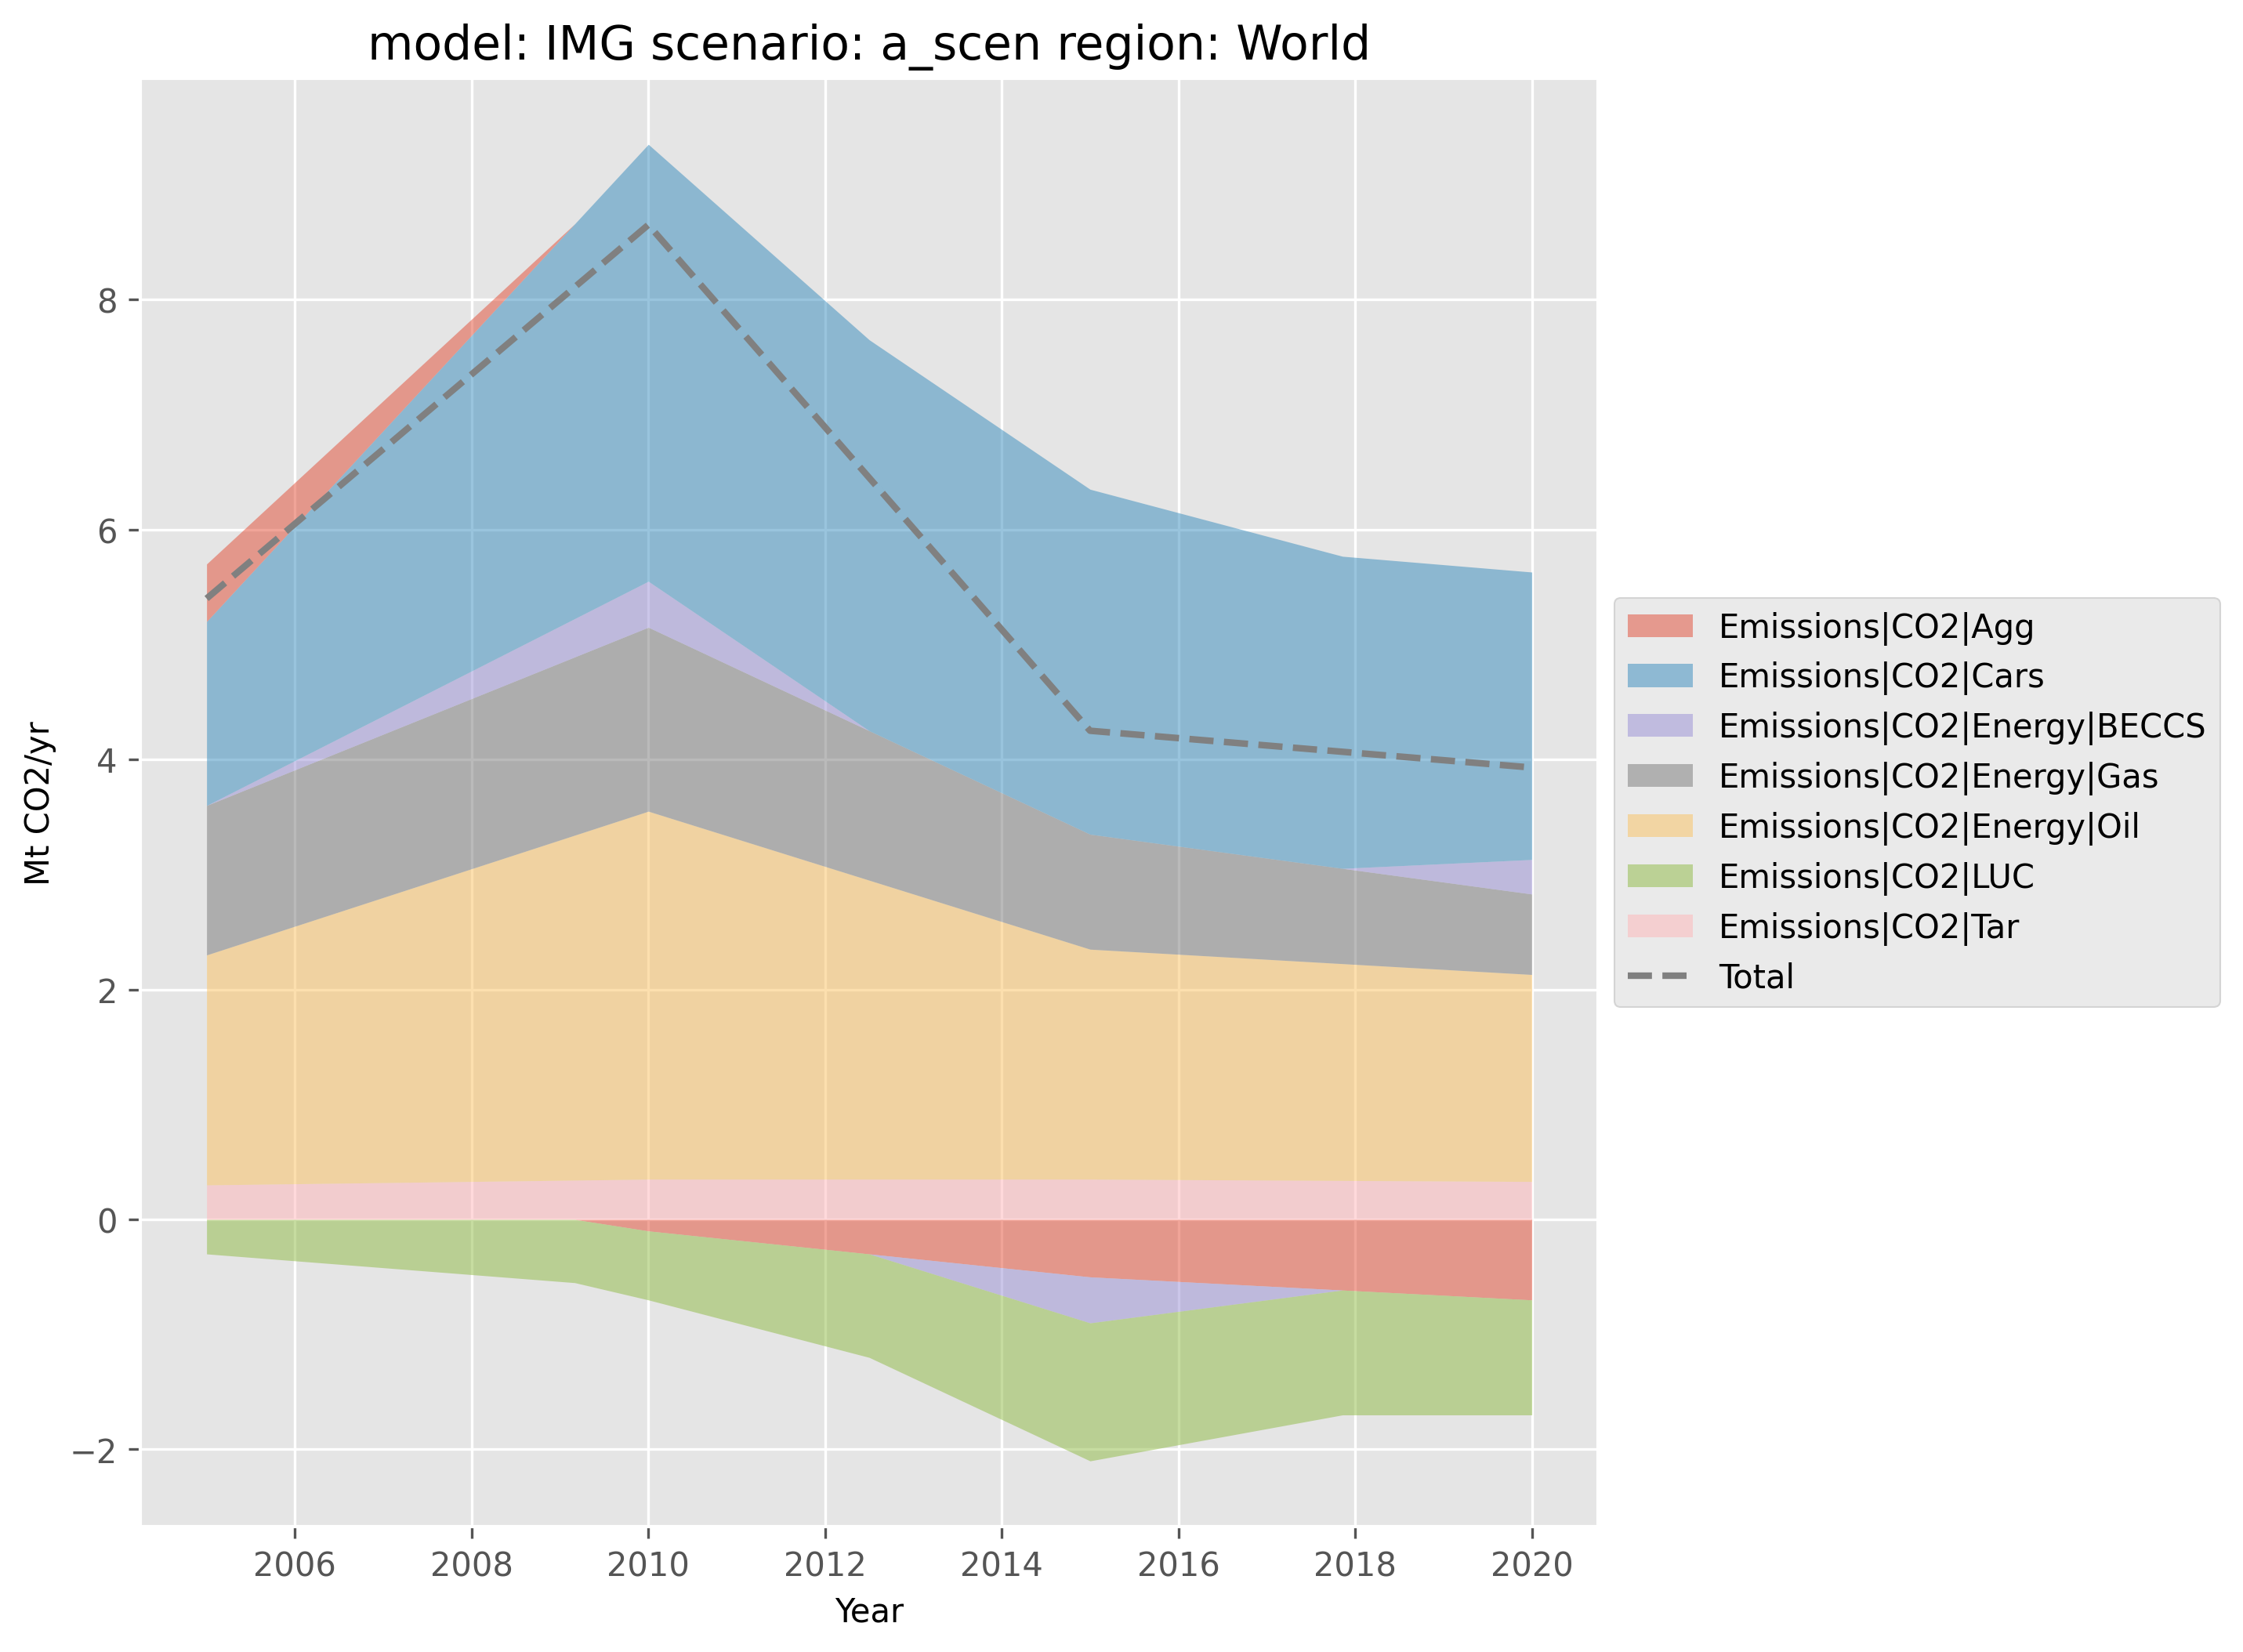 model: IMG scenario: a_scen region: World
8
6
4
2
0
−2
Mt CO2/yr
2006 2008 2010 2012 2014 2016 2018 2020
Year
Emissions|CO2|Agg
Emissions|CO2|Cars
Emissions|CO2|Energy|BECCS
Emissions|CO2|Energy|Gas
Emissions|CO2|Energy|Oil
Emissions|CO2|LUC
Emissions|CO2|Tar
Total